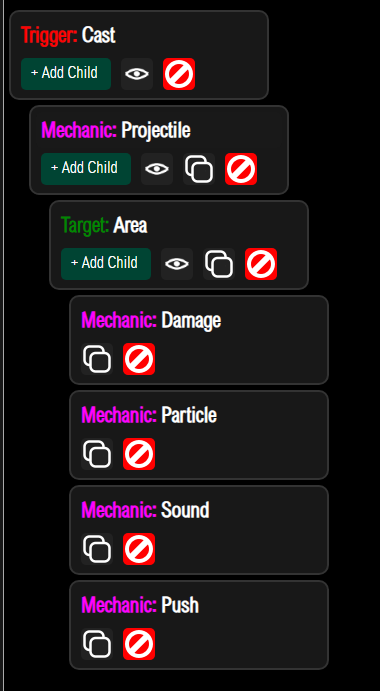 Trigger: Cast
+ Add Child
Mechanic: Projectile
+ Add Child
Target: Area
+ Add Child
Mechanic: Damage
Mechanic: Particle
Mechanic: Sound
Mechanic: Push